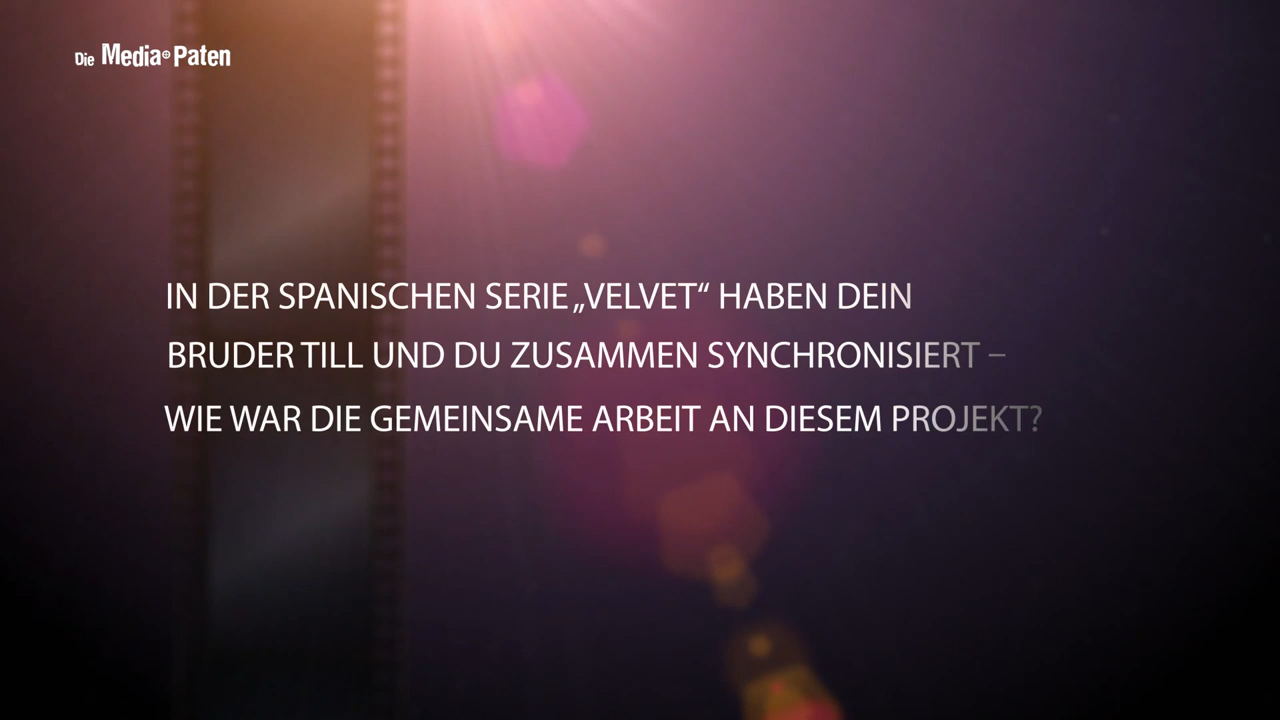 Die Media+Paten
IN DER SPANISCHEN SERIE „VELVET“ HABEN DEIN
BRUDER TILL UND DU ZUSAMMEN SYNCHRONISIERT –
WIE WAR DIE GEMEINSAME ARBEIT AN DIESEM PROJEKT?